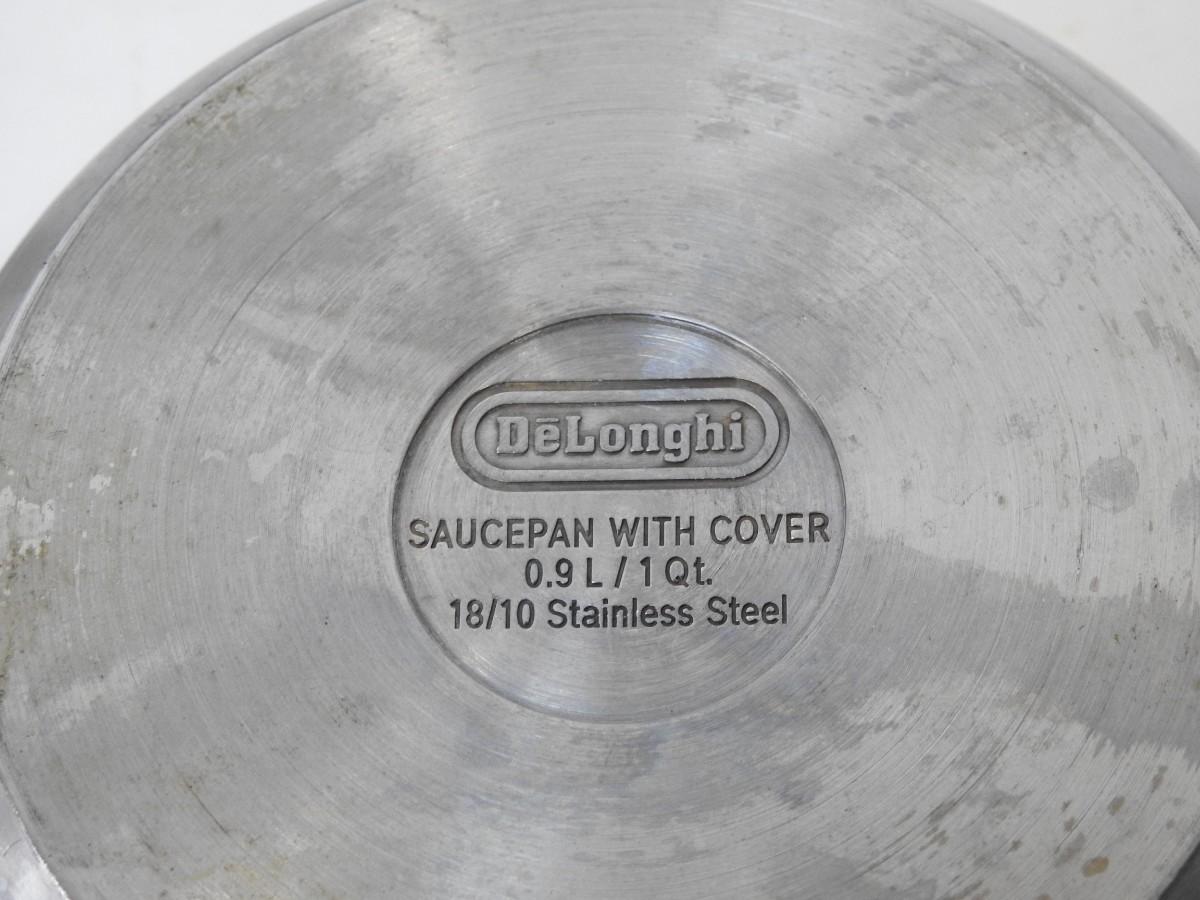 DēLonghi
SAUCEPAN WITH COVER
0.9 L / 1 Qt.
18/10 Stainless Steel